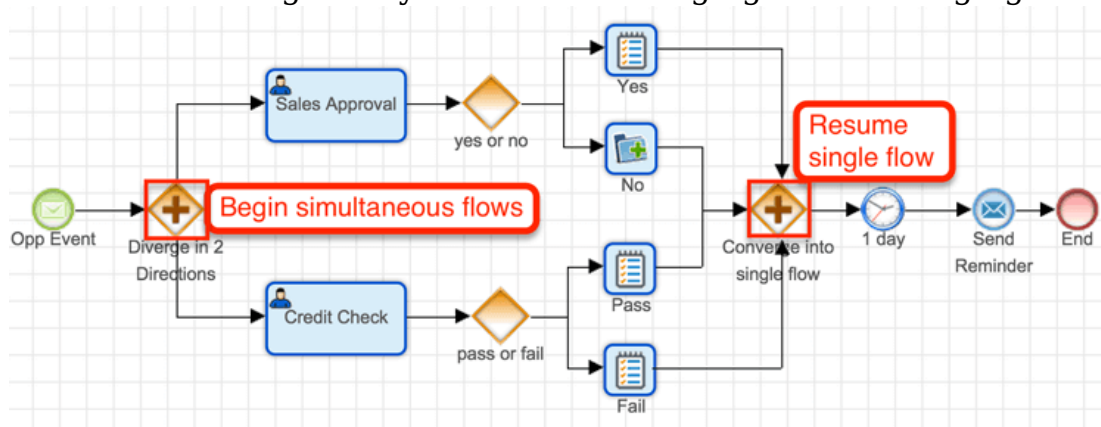 Sales Approval
yes or no
Yes
No
Resume
single flow
Opp Event
Begin simultaneous flows
Diverge in 2
Directions
Converge into
single flow
1 day
Send
Reminder
End
Credit Check
pass or fail
Pass
Fail